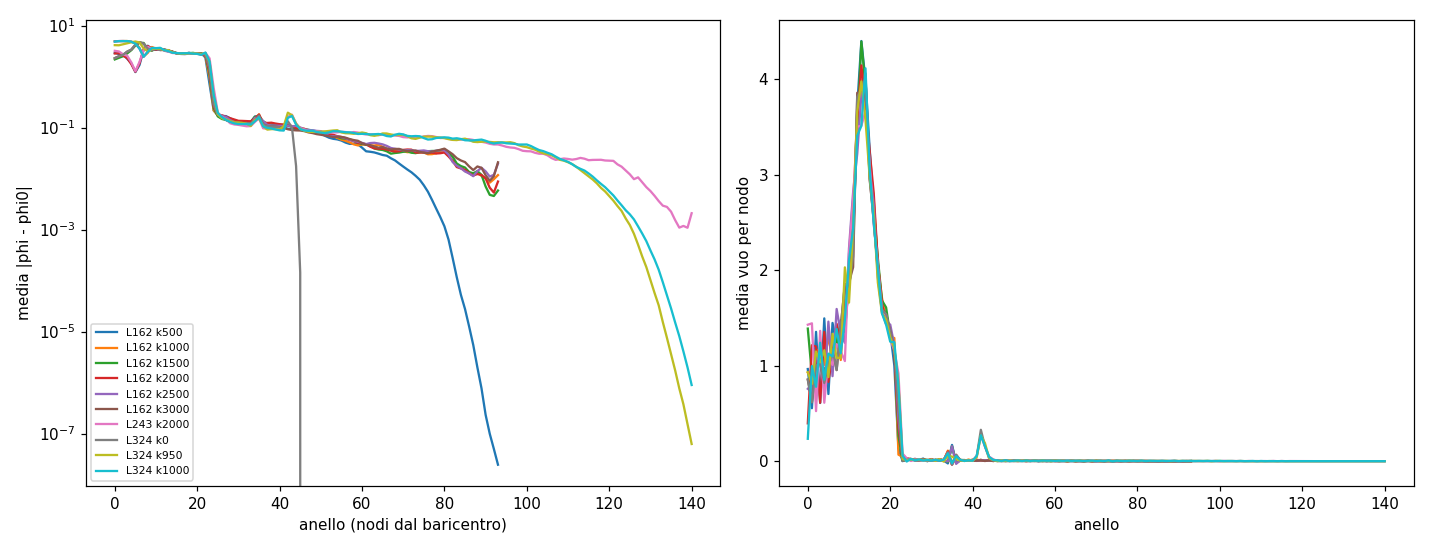 10¹
10⁻¹
10⁻³
10⁻⁵
10⁻⁷
media |phi - phi0|
L162 k500
L162 k1000
L162 k1500
L162 k2000
L162 k2500
L162 k3000
L243 k2000
L324 k0
L324 k950
L324 k1000
0 20 40 60 80 100 120 140
anello (nodi dal baricentro)
4
3
2
1
0
media vuo per nodo
0 20 40 60 80 100 120 140
anello